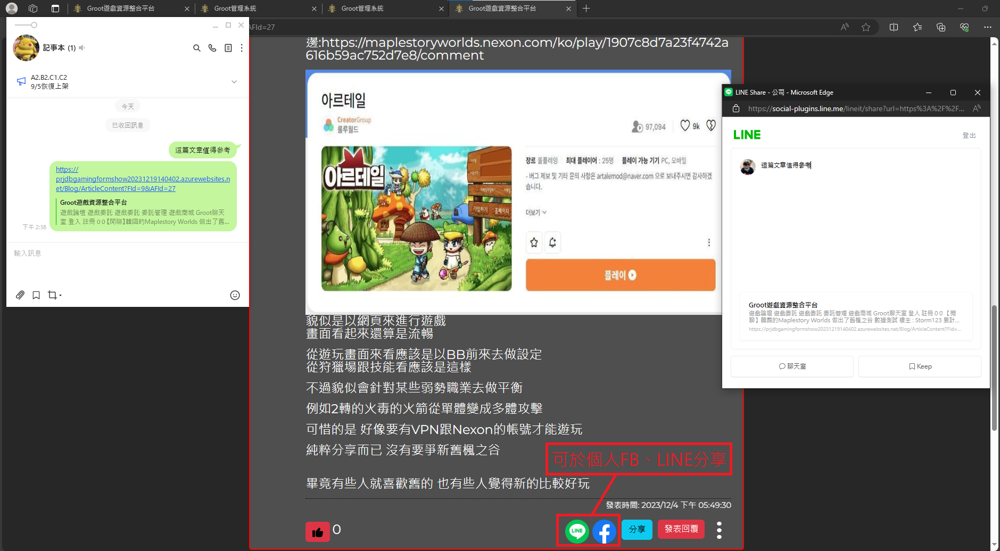 Groot遊戲資源整合平台
Groot管理系統
Groot管理系統
Groot遊戲資源整合平台
AFId=27
記事本 (1)
A2.B2.C1.C2
9/5恢復上架
今天
已收回訊息
這篇文章值得參考
https://
prjdbgamingformshow20231219140402.azurewebsites.n
et/Blog/ArticleContent?FId=9&AFId=27
Groot遊戲資源整合平台
遊戲論壇 遊戲委託 遊戲委託 委託管理 遊戲商城 Groot聊天
室 登入 註冊 0 0 【閒聊】韓國的Maplestory Worlds 做出了舊...
下午 2:38
輸入訊息
邊:https://maplestoryworlds.nexon.com/ko/play/1907c8d7a23f4742a
616b59ac752d7e8/comment
아르테일
CreatorGroup
룰루월드
97,094
9k
아르테일
가입하기
홈페이지
장르 롤플레잉 최대 플레이어 : 25명 플레이 가능 기기 PC, 모바일
- 버그 제보 및 기타 문의 사항은 artalemod@naver.com 으로 보내주시면 감사하겠
습니다.
더보기
플레이
貌似是以網頁來進行遊戲
畫面看起來還算是流暢
從遊玩畫面來看應該是以BB前來去做設定
從狩獵場跟技能看應該是這樣
不過貌似會針對某些弱勢職業去做平衡
例如2轉的火毒的火箭從單體變成多體攻擊
可惜的是 好像要有VPN跟Nexon的帳號才能遊玩
純粹分享而已 沒有要爭新舊楓之谷
可於個人FB、LINE分享
畢竟有些人就喜歡舊的 也有些人覺得新的比較好玩
發表時間: 2023/12/4 下午 05:49:30
0
LINE
分享
發表回覆
LINE Share - 公司 - Microsoft Edge
https://social-plugins.line.me/lineit/share?url=https%3A%2F%2F...
LINE
登出
這篇文章值得參考
Groot遊戲資源整合平台
遊戲論壇 遊戲委託 遊戲委託 委託管理 遊戲商城 Groot聊天室 登入 註冊 0 0 【 閒
聊 】韓國的Maplestory Worlds 做出了舊楓之谷 數據測試 樓主 : Storm123 累計...
https://prjdbgamingformshow20231219140402.azurewebsites.net/Blog/ArticleContent?FId=...
聊天室
Keep